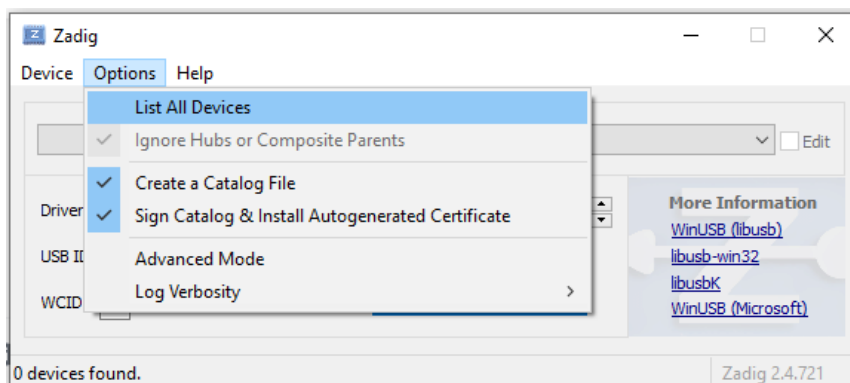 Zadig
Device Options Help
List All Devices
Ignore Hubs or Composite Parents
Edit
Create a Catalog File
Sign Catalog & Install Autogenerated Certificate
Advanced Mode
Log Verbosity
Driver
USB ID
WCID
More Information
WinUSB (libusb)
libusb-win32
libusbK
WinUSB (Microsoft)
0 devices found.
Zadig 2.4.721